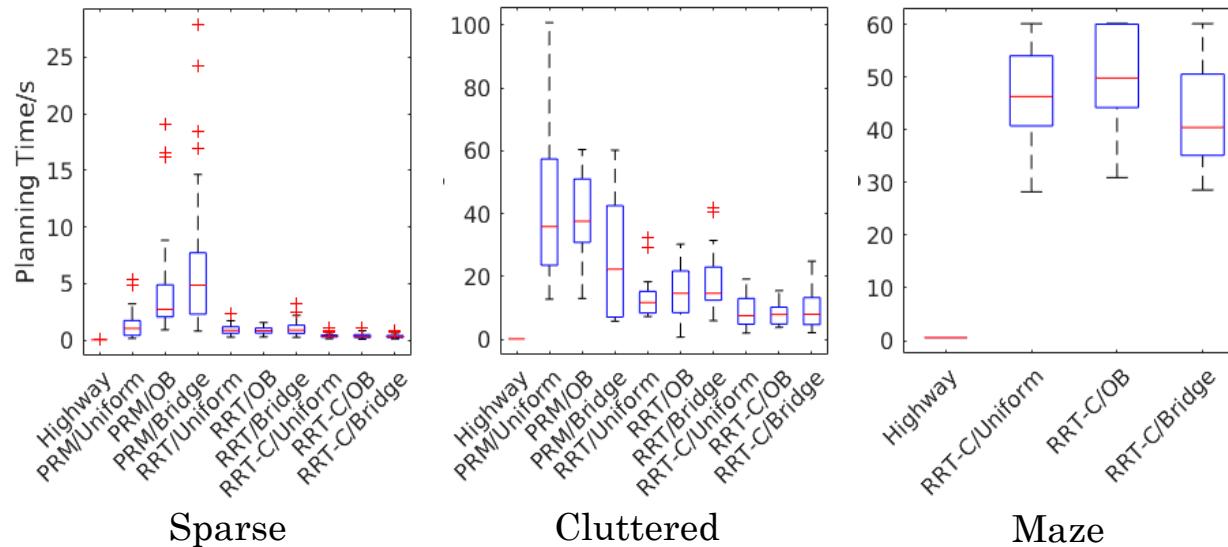 Planning Time/s
25
20
15
10
5
0
Highway
PRM/Uniform
PRM/OB
PRM/Bridge
RRT/Uniform
RRT/OB
RRT/Bridge
RRT-C/Uniform
RRT-C/OB
RRT-C/Bridge
Sparse
100
80
60
40
20
0
Highway
PRM/Uniform
PRM/OB
PRM/Bridge
RRT/Uniform
RRT/OB
RRT/Bridge
RRT-C/Uniform
RRT-C/OB
RRT-C/Bridge
Cluttered
60
50
40
30
20
10
0
Highway
RRT-C/Uniform
RRT-C/OB
RRT-C/Bridge
Maze